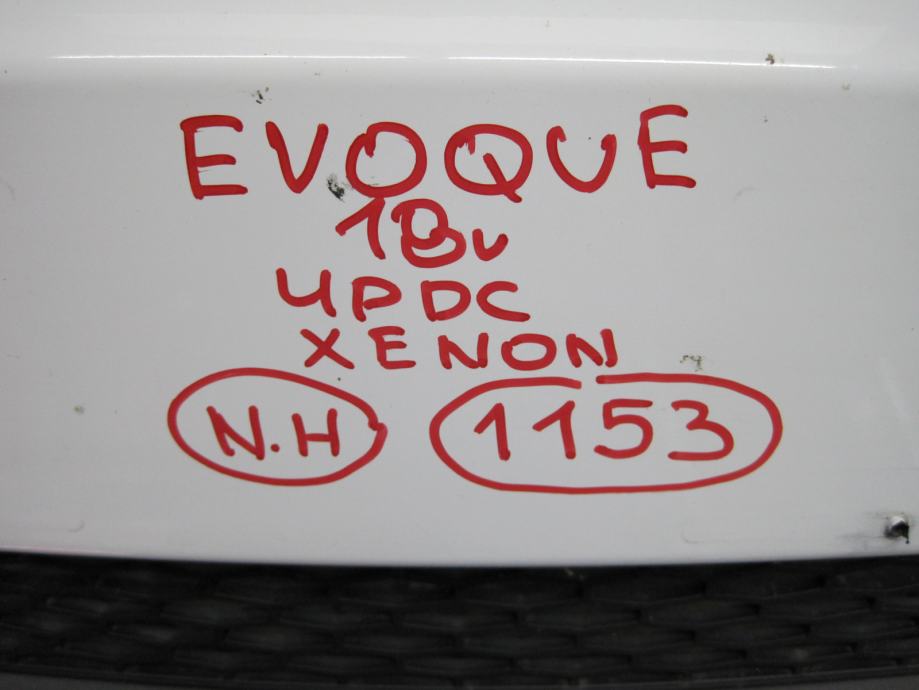 EVOQUE
18v
4PDC
XENON
N.H 1153